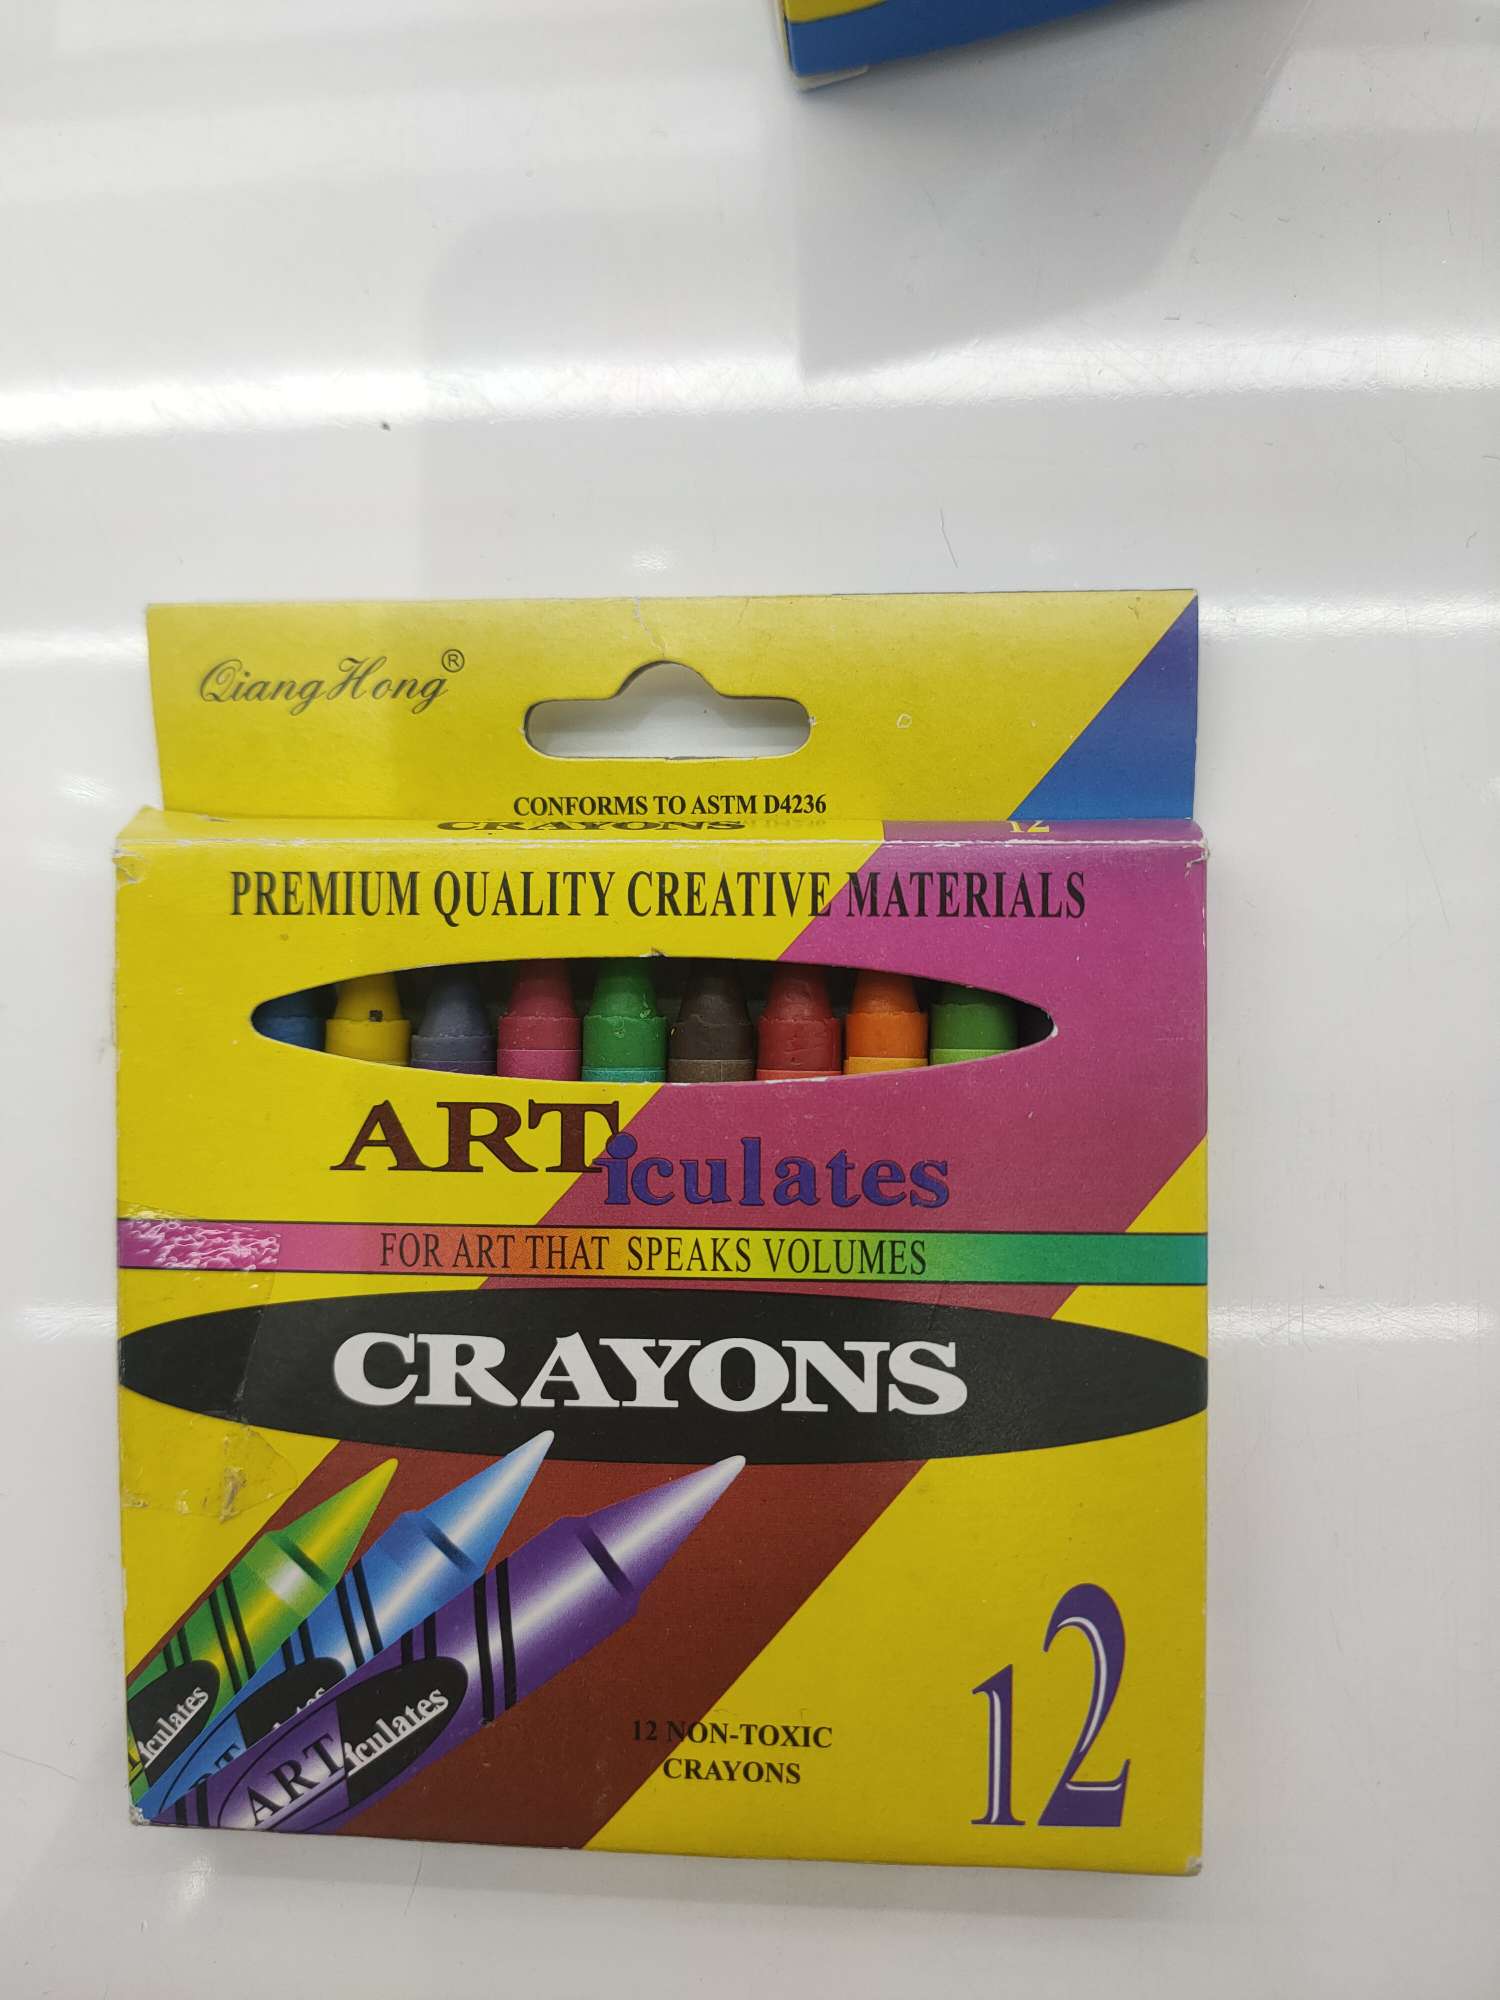 QiangHong®
CONFORMS TO ASTM D4236
CRAYONS 12
PREMIUM QUALITY CREATIVE MATERIALS
ARTiculates
FOR ART THAT SPEAKS VOLUMES
CRAYONS
iculates
ARTiculates
12 NON-TOXIC
CRAYONS
12